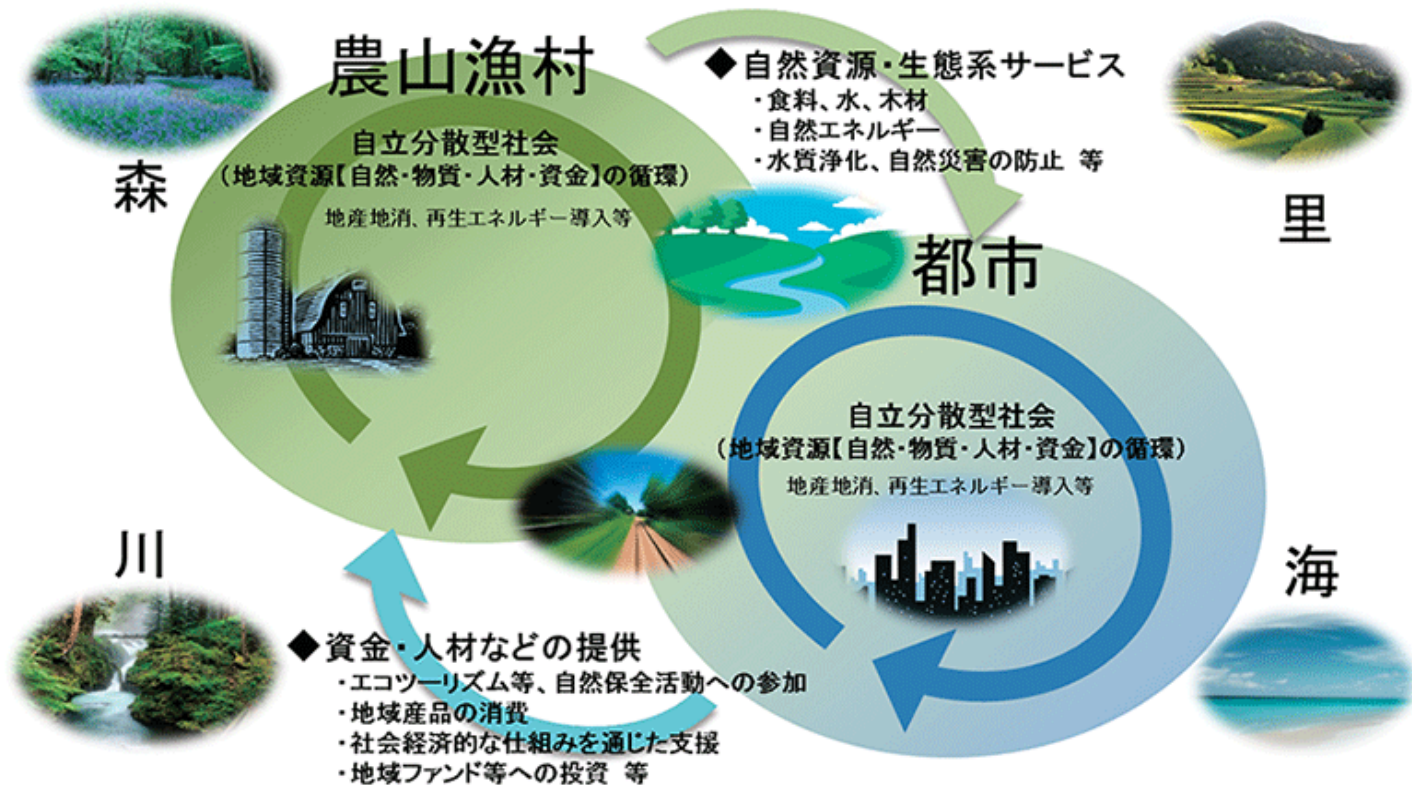 農山漁村
森
自立分散型社会
（地域資源【自然・物質・人材・資金】の循環）
地産地消、再生エネルギー導入等
◆自然資源・生態系サービス
・食料、水、木材
・自然エネルギー
・水質浄化、自然災害の防止 等
里
都市
自立分散型社会
（地域資源【自然・物質・人材・資金】の循環）
地産地消、再生エネルギー導入等
川
◆資金・人材などの提供
・エコツーリズム等、自然保全活動への参加
・地域産品の消費
・社会経済的な仕組みを通じた支援
・地域ファンド等への投資 等
海